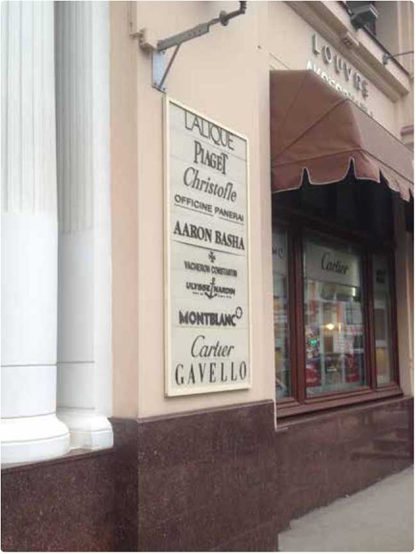 LOUVRE
LALIQUE
PIAGET
Christofle
OFFICINE PANERAI
AARON BASHA
VACHERON CONSTANTIN
ULYSSE NARDIN
MONTBLANC
Cartier
GAVELLO
Cartier